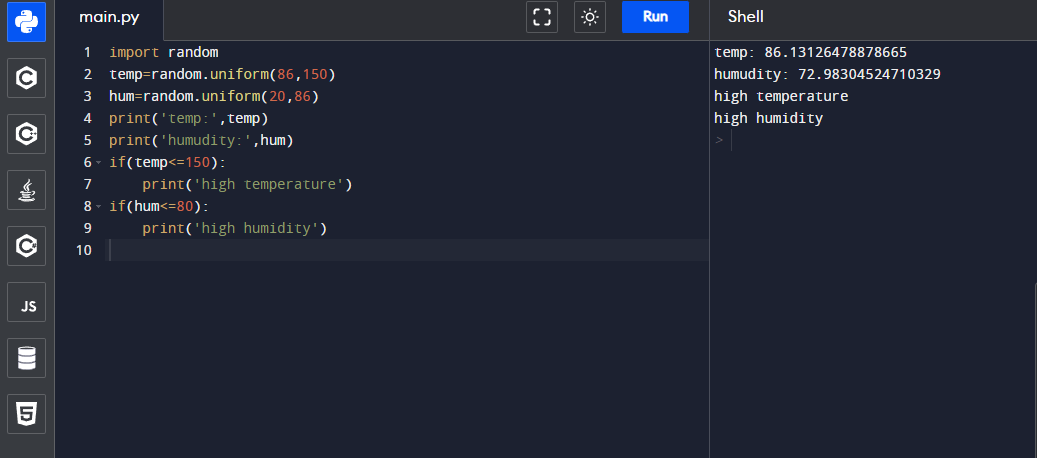 main.py
Run
Shell
1 import random
2 temp=random.uniform(86,150)
3 hum=random.uniform(20,86)
4 print('temp:',temp)
5 print('humudity:',hum)
6 if(temp<=150):
7     print('high temperature')
8 if(hum<=80):
9     print('high humidity')
10
temp: 86.13126478878665
humudity: 72.98304524710329
high temperature
high humidity
>
C
C++
C#
JS
5